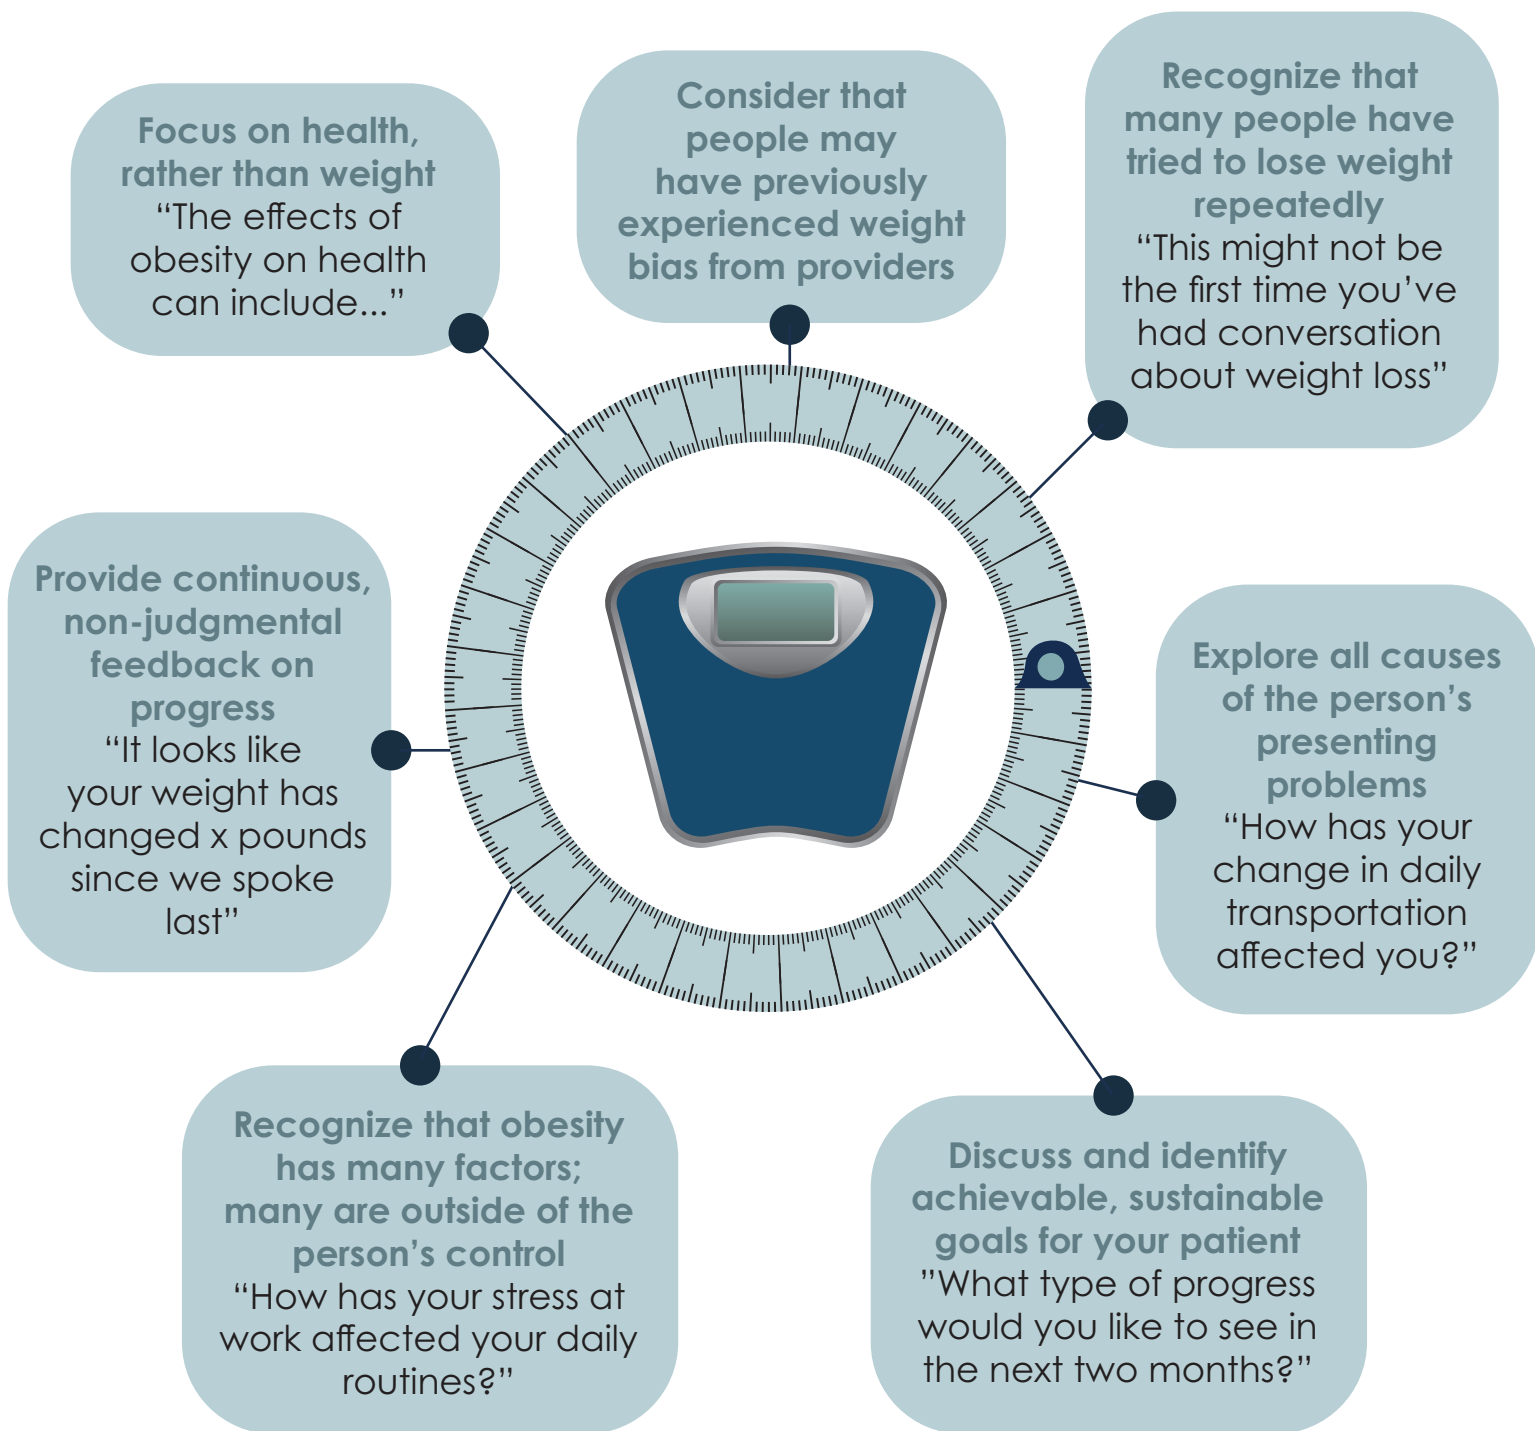 Focus on health,
rather than weight
“The effects of
obesity on health
can include...”
Consider that
people may
have previously
experienced weight
bias from providers
Recognize that
many people have
tried to lose weight
repeatedly
“This might not be
the first time you’ve
had conversation
about weight loss”
Provide continuous,
non-judgmental
feedback on
progress
“It looks like
your weight has
changed x pounds
since we spoke
last”
Explore all causes
of the person’s
presenting
problems
“How has your
change in daily
transportation
affected you?”
Recognize that obesity
has many factors;
many are outside of the
person’s control
“How has your stress at
work affected your daily
routines?”
Discuss and identify
achievable, sustainable
goals for your patient
”What type of progress
would you like to see in
the next two months?”